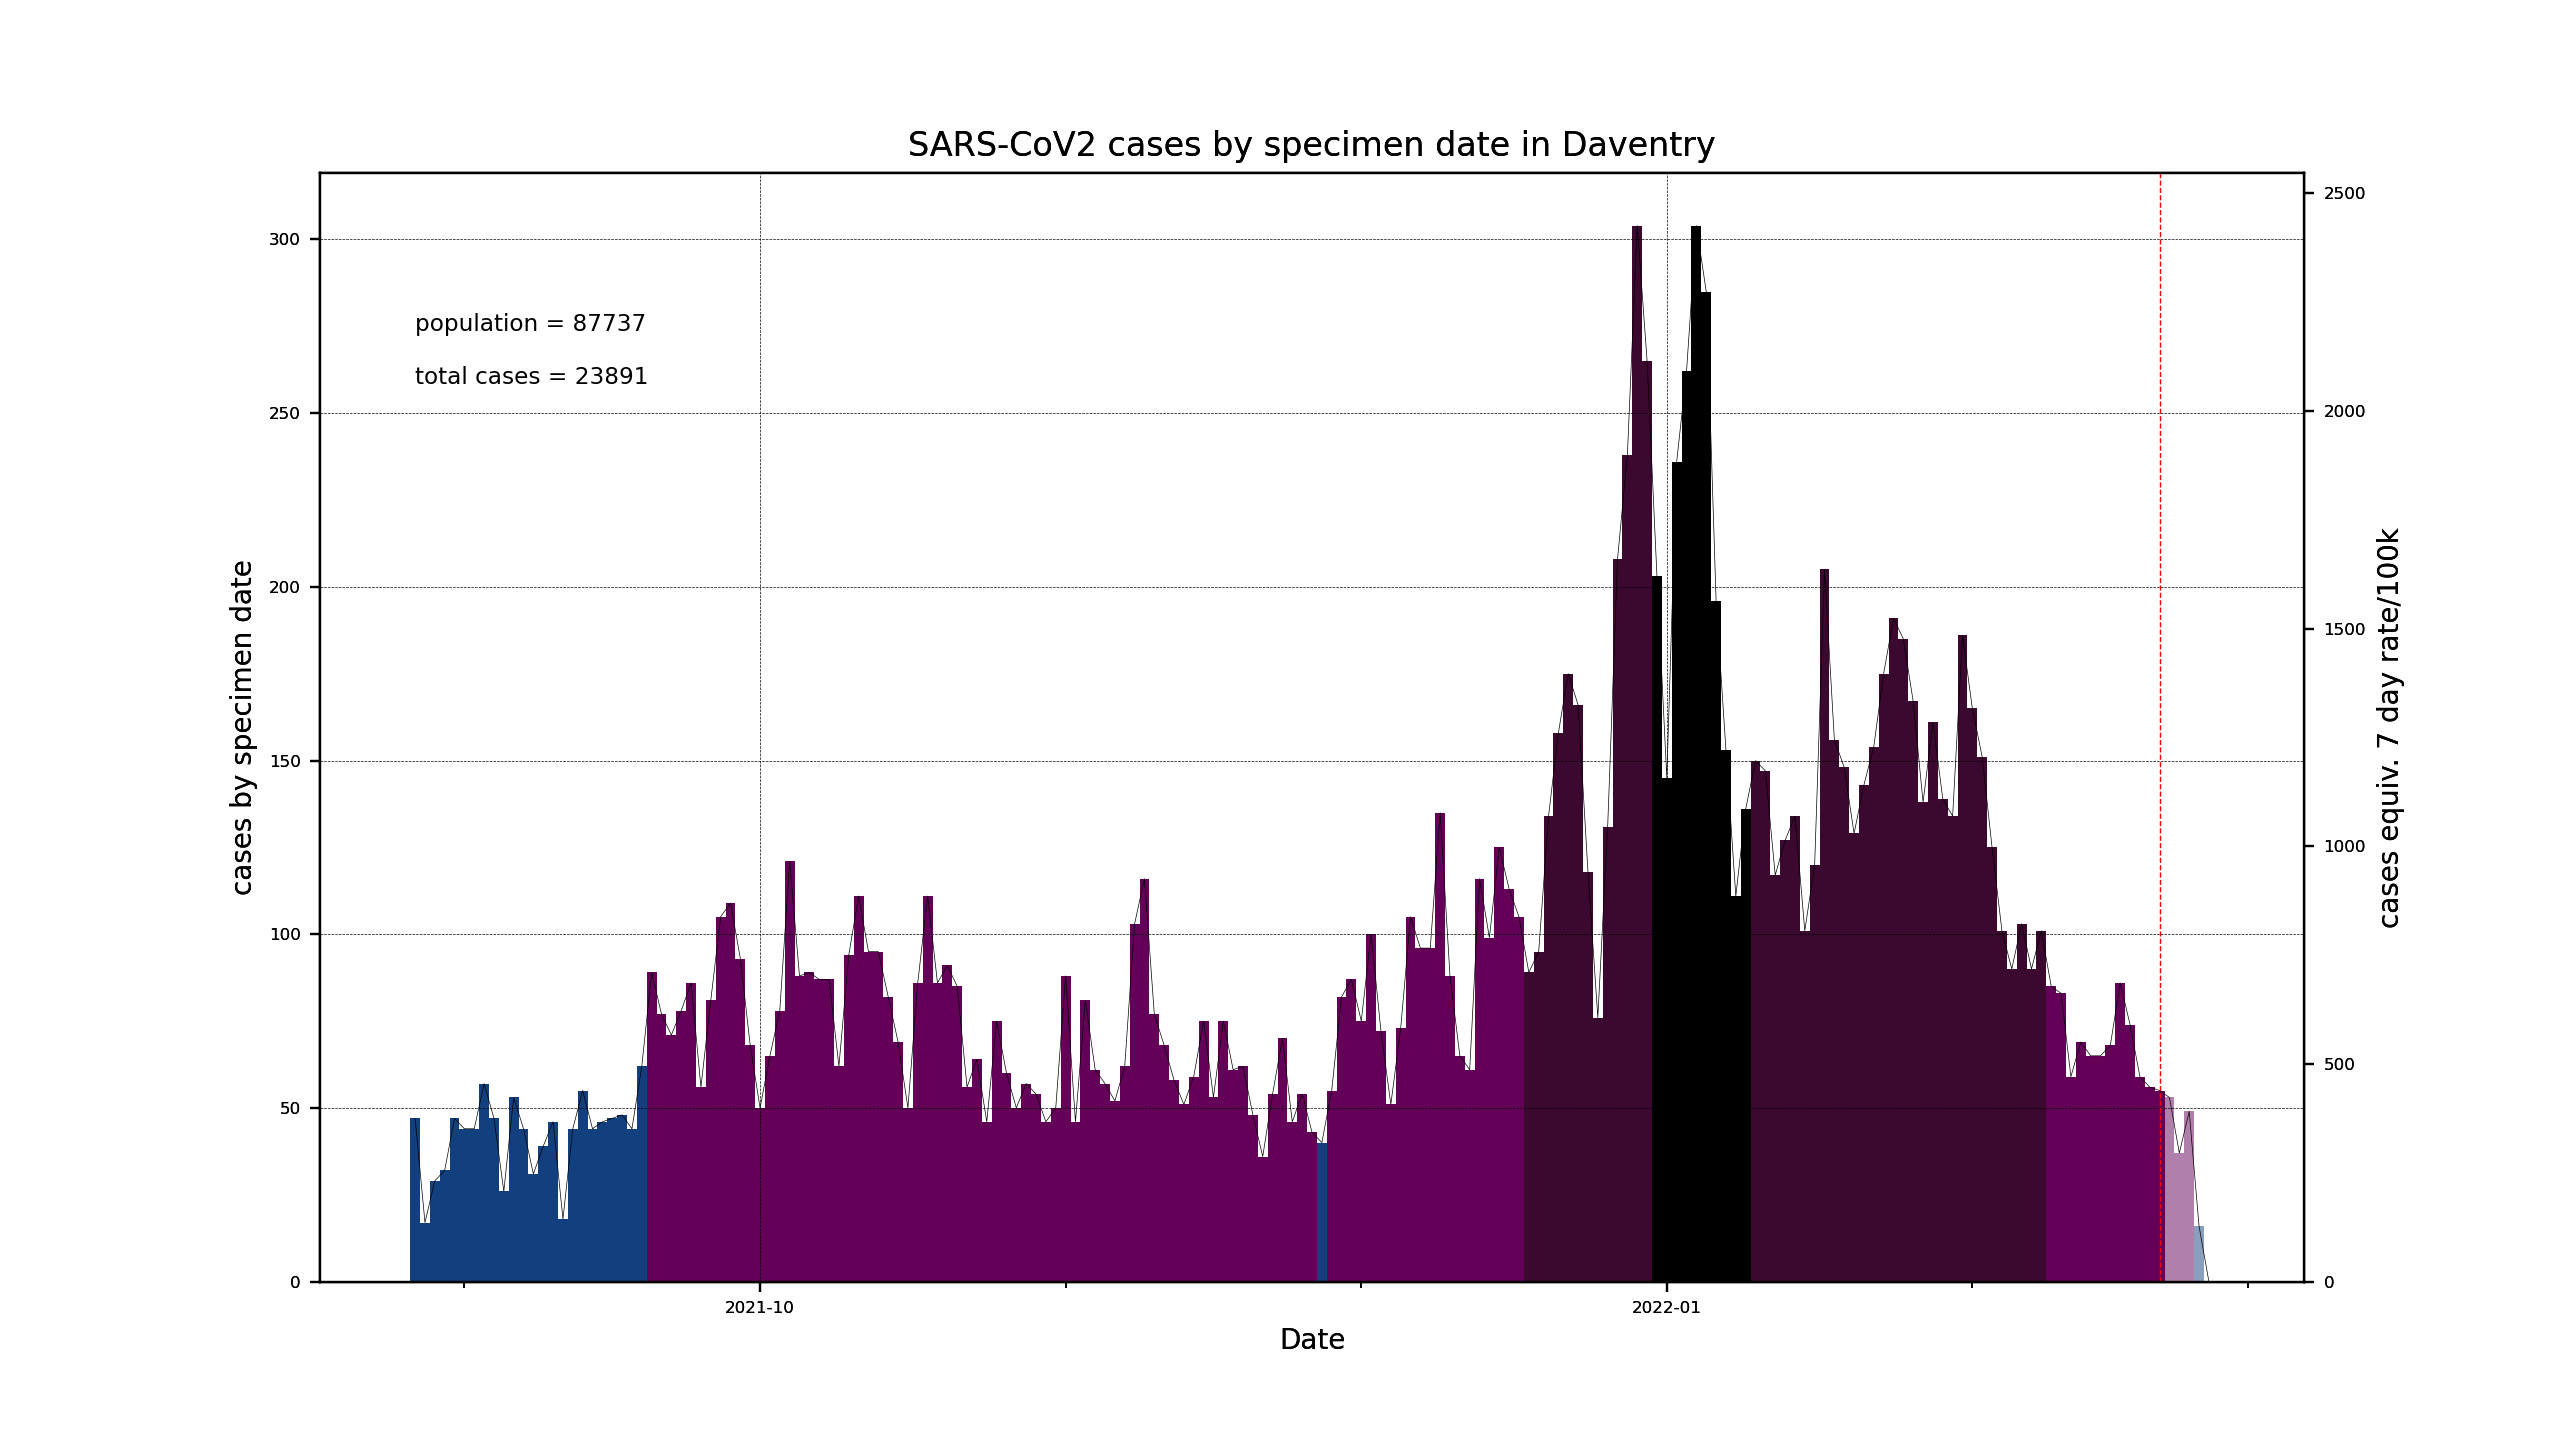 SARS-CoV2 cases by specimen date in Daventry
population = 87737
total cases = 23891
cases by specimen date
300
250
200
150
100
50
0
2500
2000
1500
1000
500
0
cases equiv. 7 day rate/100k
2021-10
2022-01
Date